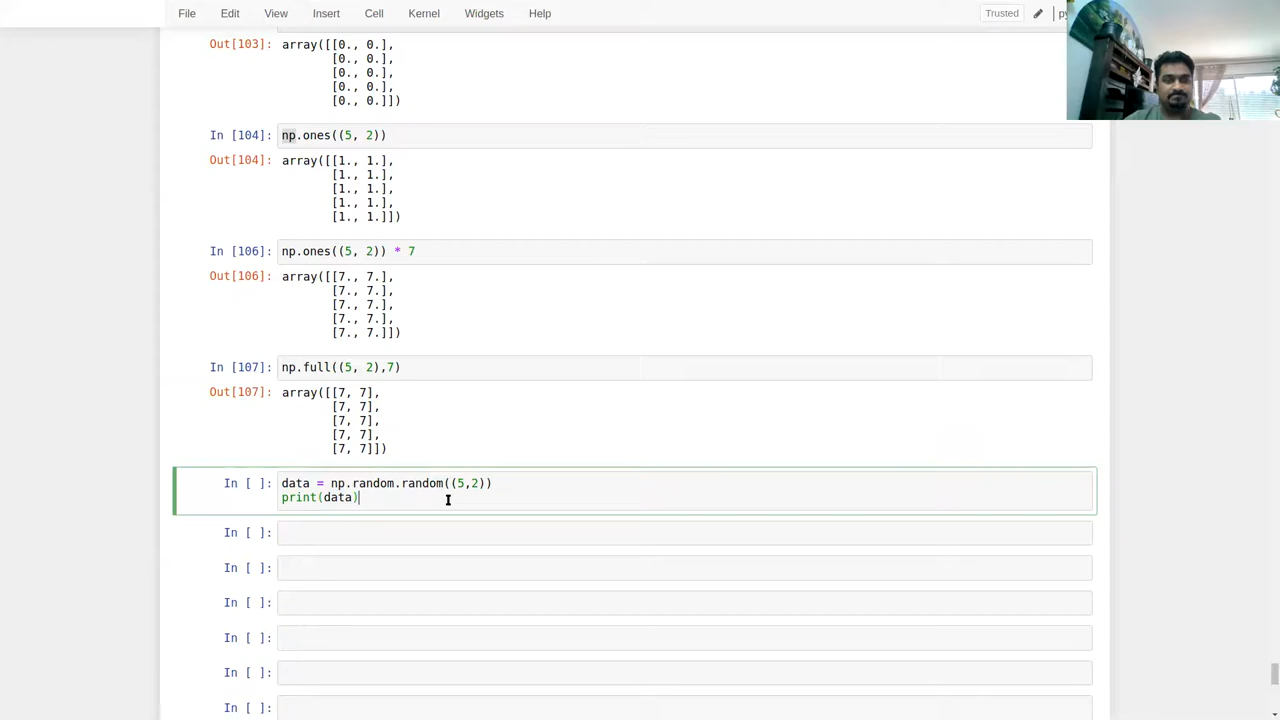 File Edit View Insert Cell Kernel Widgets Help Trusted
Out[103]: array([[0., 0.],
[0., 0.],
[0., 0.],
[0., 0.],
[0., 0.]])
In [104]: np.ones((5, 2))
Out[104]: array([[1., 1.],
[1., 1.],
[1., 1.],
[1., 1.],
[1., 1.]])
In [106]: np.ones((5, 2)) * 7
Out[106]: array([[7., 7.],
[7., 7.],
[7., 7.],
[7., 7.],
[7., 7.]])
In [107]: np.full((5, 2),7)
Out[107]: array([[7, 7],
[7, 7],
[7, 7],
[7, 7],
[7, 7]])
In [ ]: data = np.random.random((5,2))
print(data)
In [ ]:
In [ ]:
In [ ]:
In [ ]:
In [ ]:
In [ ]: